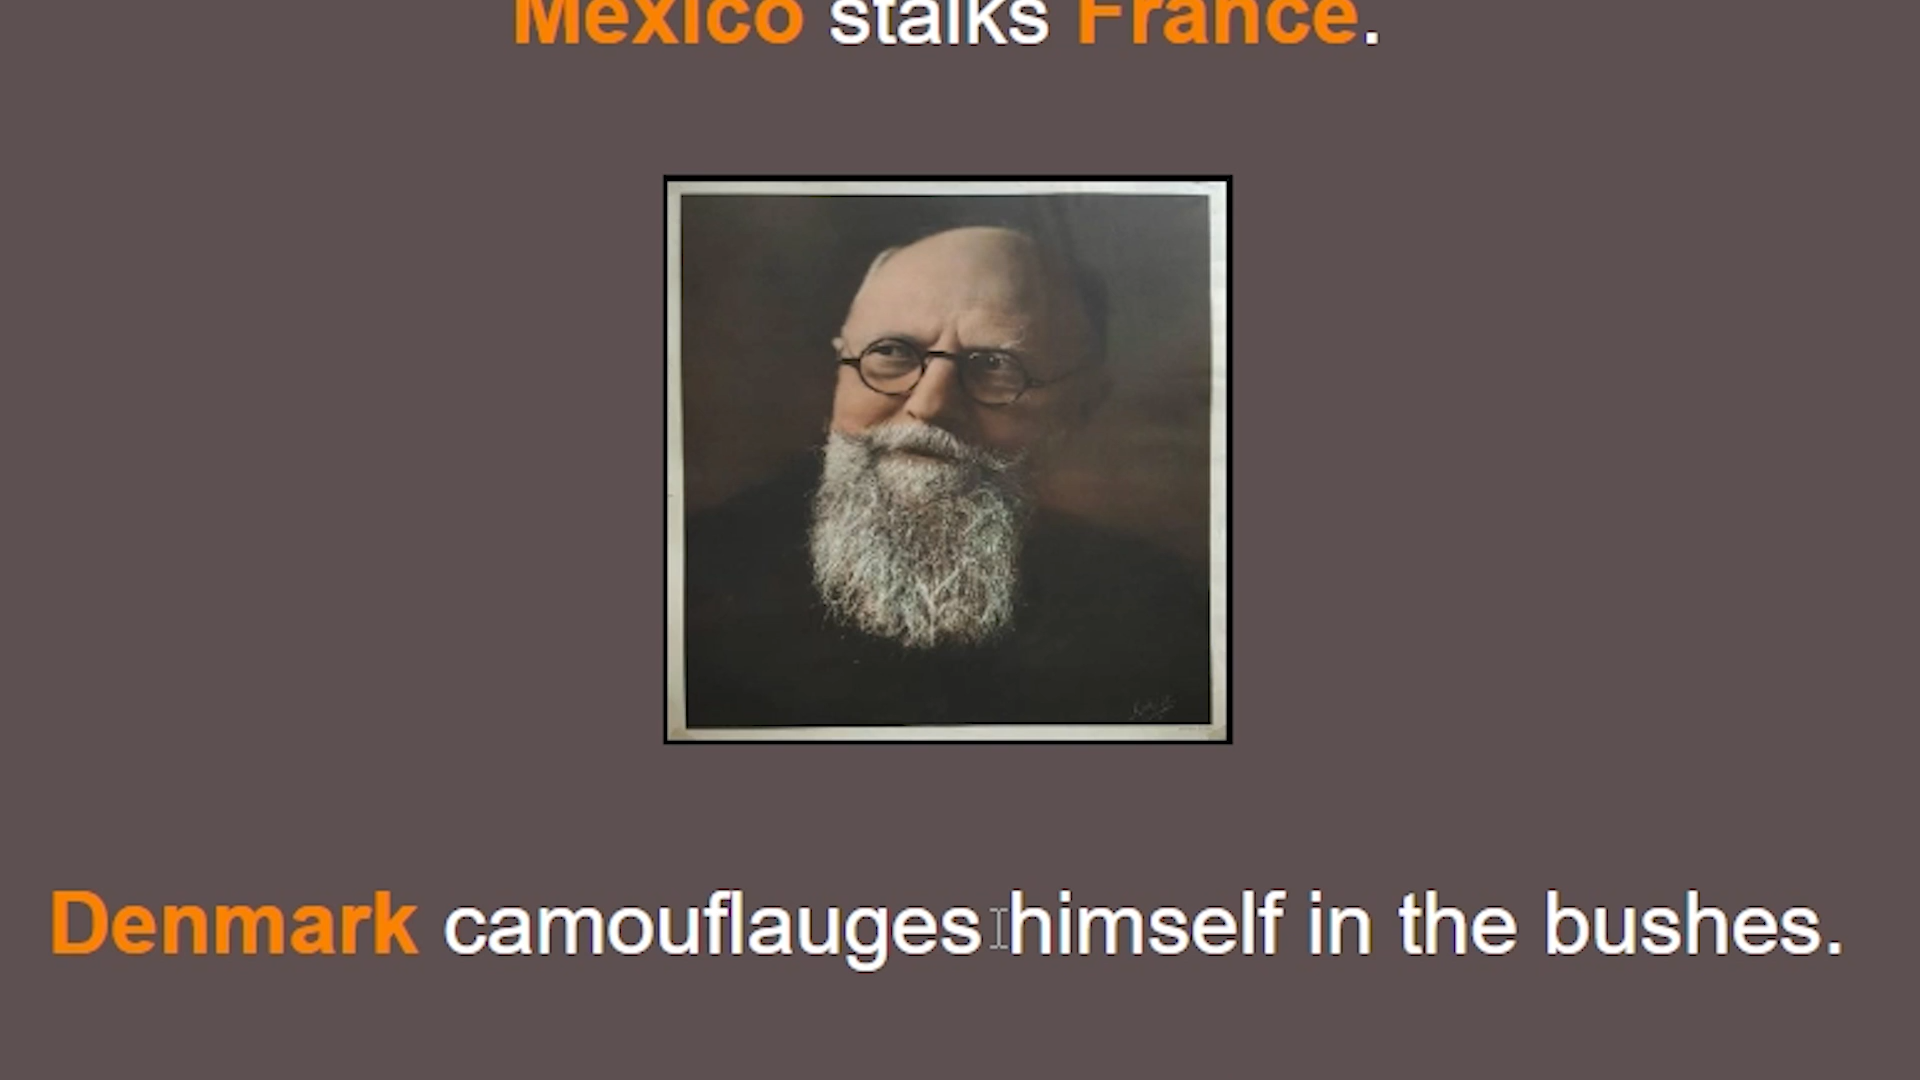 Mexico stalks France.
Denmark camouflauges himself in the bushes.